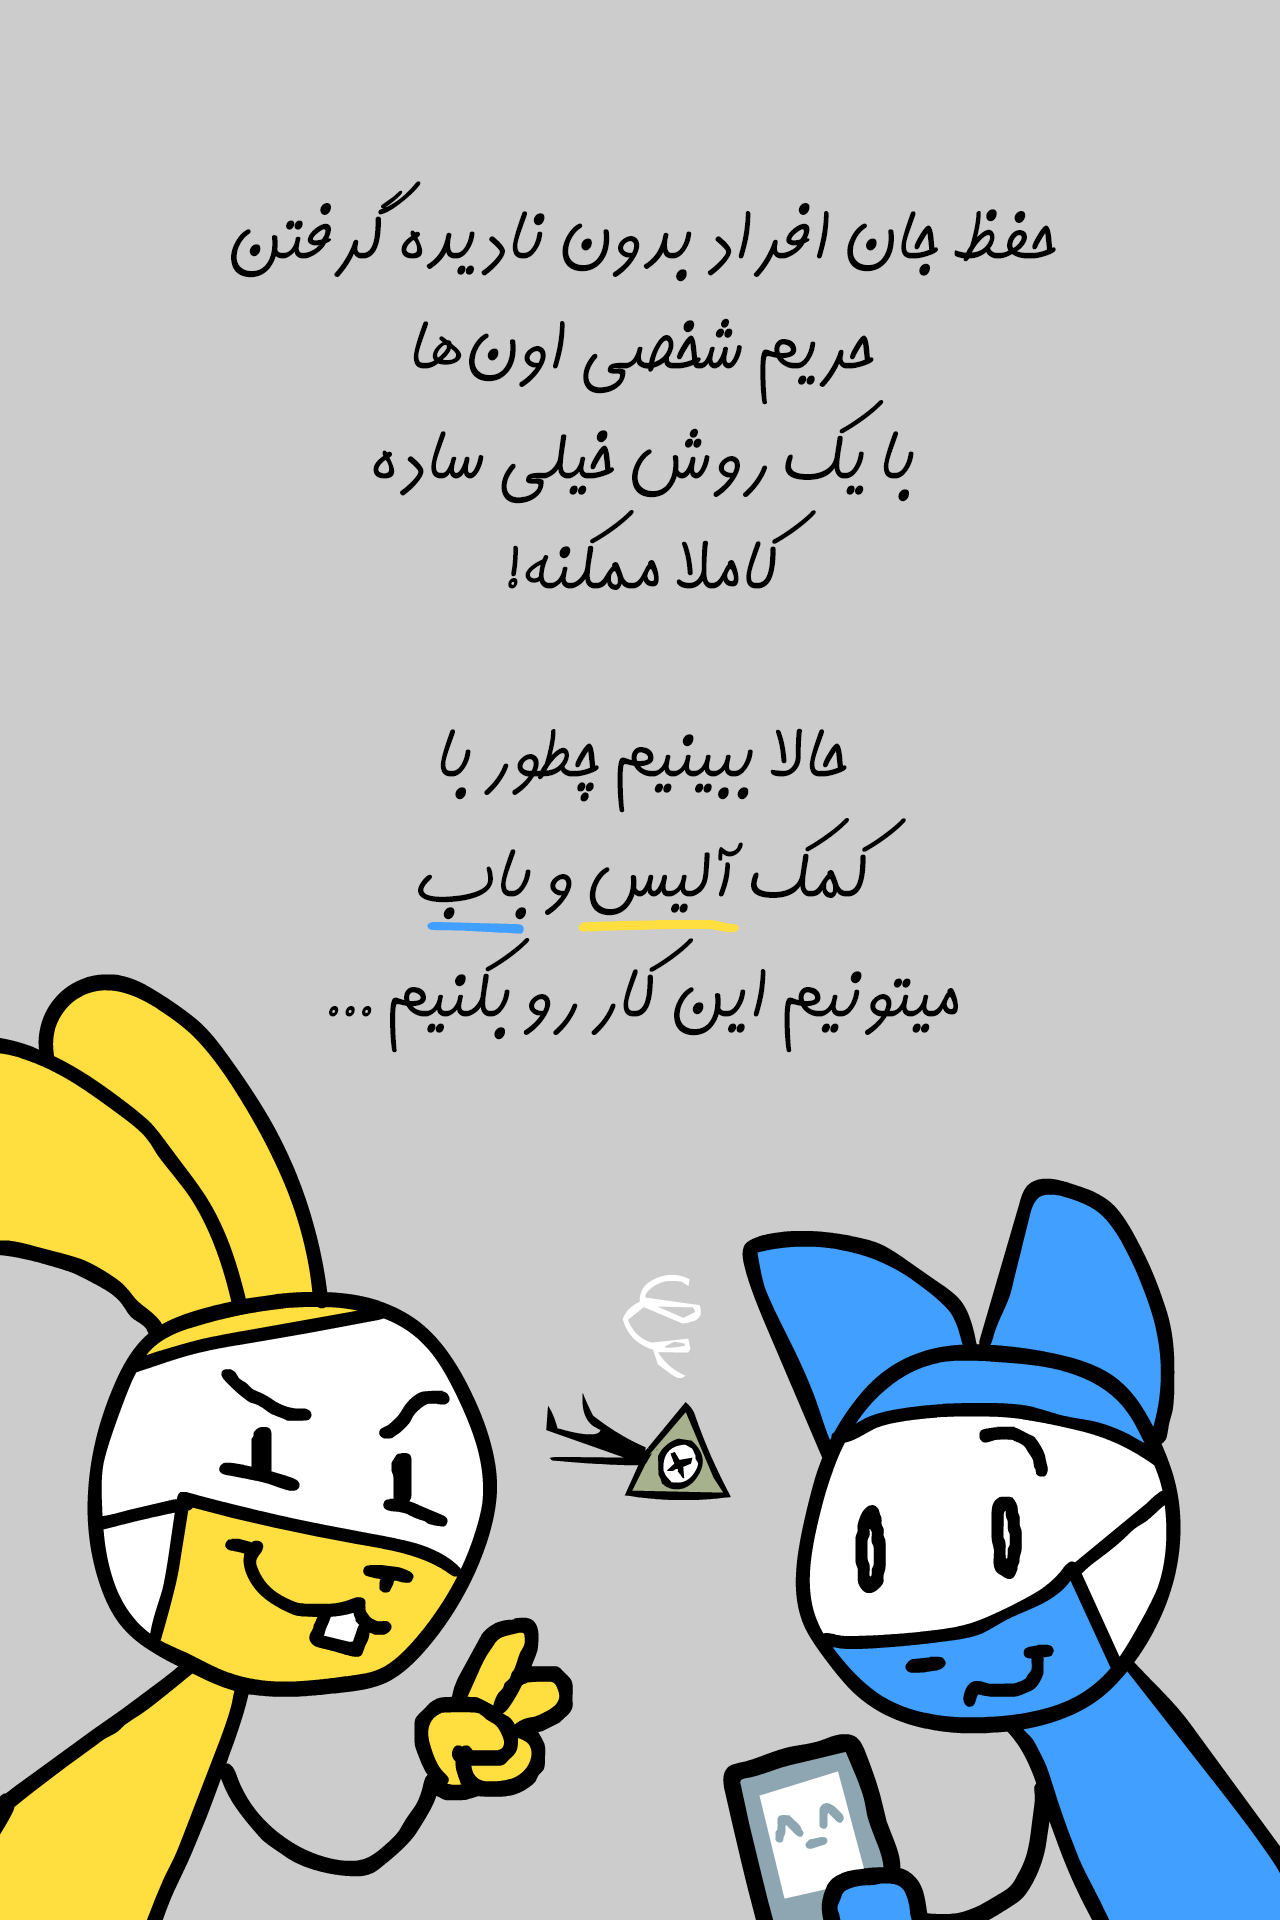 حفظ جان افراد بدون نادیده گرفتن
حریم شخصی اون‌ها
با یک روش خیلی ساده
کاملا ممکنه!
حالا ببینیم چطور با
کمک آلیس و باب
میتونیم این کار رو بکنیم ...